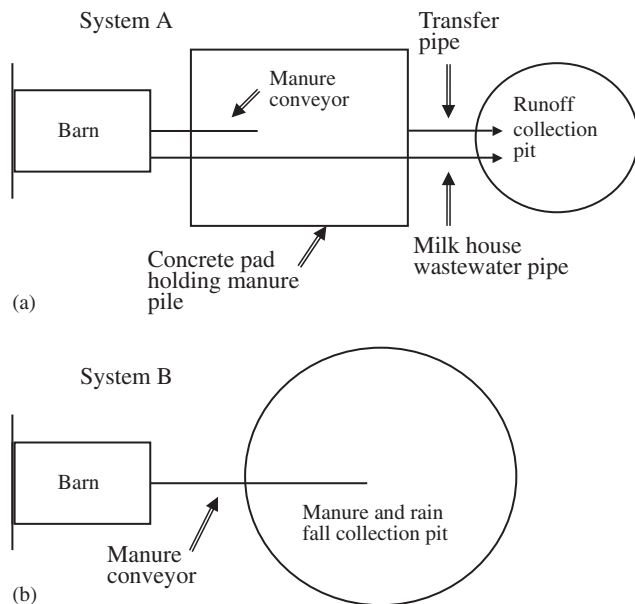 System A
Transfer
pipe
Manure
conveyor
Barn
Runoff
collection
pit
Concrete pad
holding manure
pile
Milk house
wastewater pipe
(a)
System B
Barn
Manure and rain
fall collection pit
Manure
conveyor
(b)